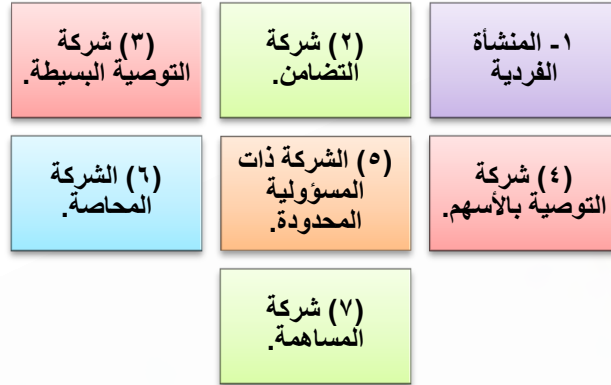 ١- المنشأة
الفردية
(٢) شركة
التضامن.
(٣) شركة
التوصية البسيطة.
(٤) شركة
التوصية بالأسهم.
(٥) الشركة ذات
المسؤولية
المحدودة.
(٦) الشركة
المحاصة.
(٧) شركة
المساهمة.